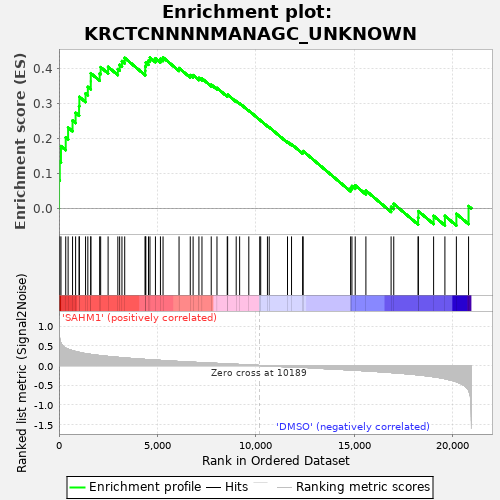 Enrichment plot:
KRCTCNNNNMANAGC_UNKNOWN
Enrichment score (ES)
0.4
0.3
0.2
0.1
0.0
'SAHM1' (positively correlated)
Ranked list metric (Signal2Noise)
1.0
0.5
0.0
-0.5
-1.0
-1.5
Zero cross at 10189
'DMSO' (negatively correlated)
0
5,000
10,000
15,000
20,000
Rank in Ordered Dataset
Enrichment profile
Hits
Ranking metric scores